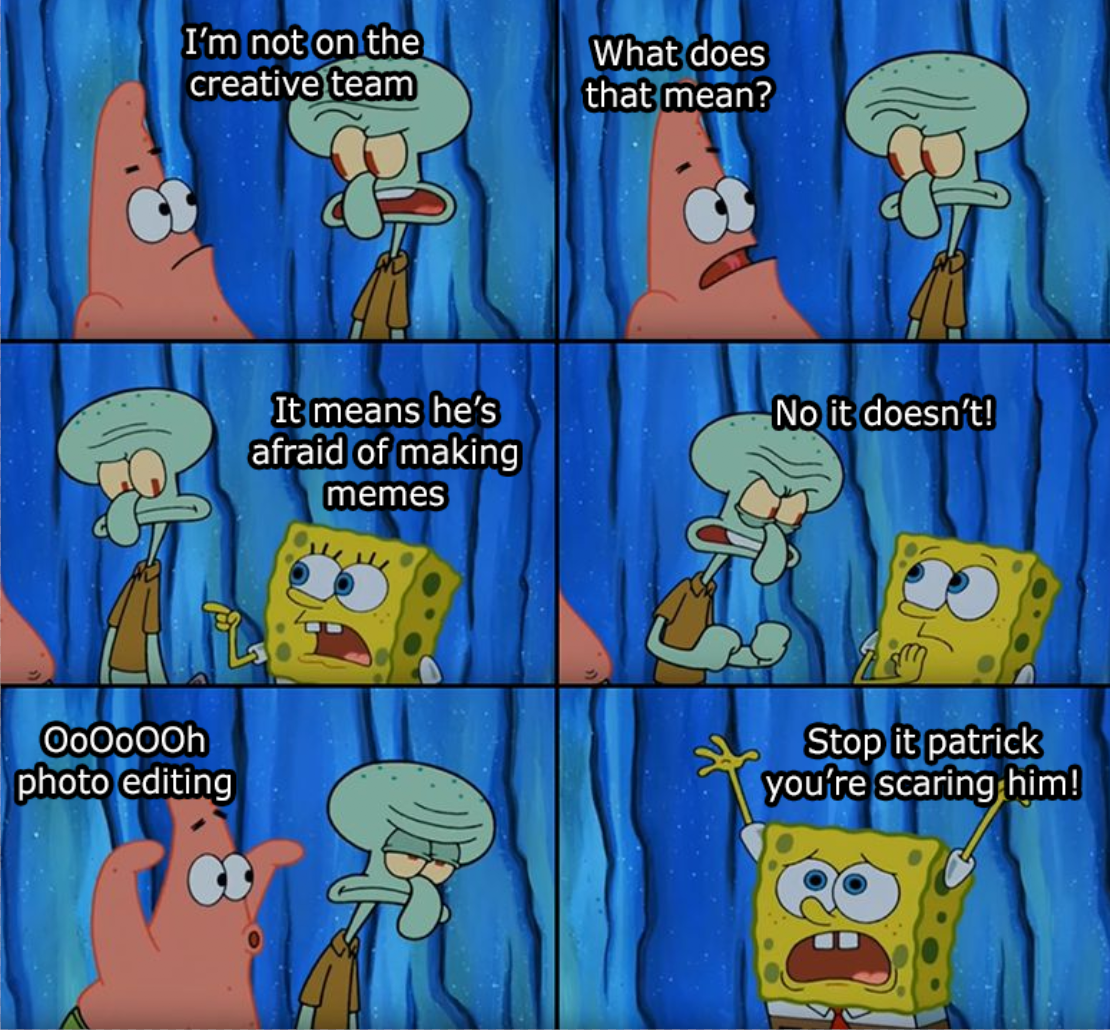 I'm not on the
creative team
What does
that mean?
It means he's
afraid of making
memes
No it doesn't!
OoOoOOh
photo editing
Stop it patrick
you're scaring him!